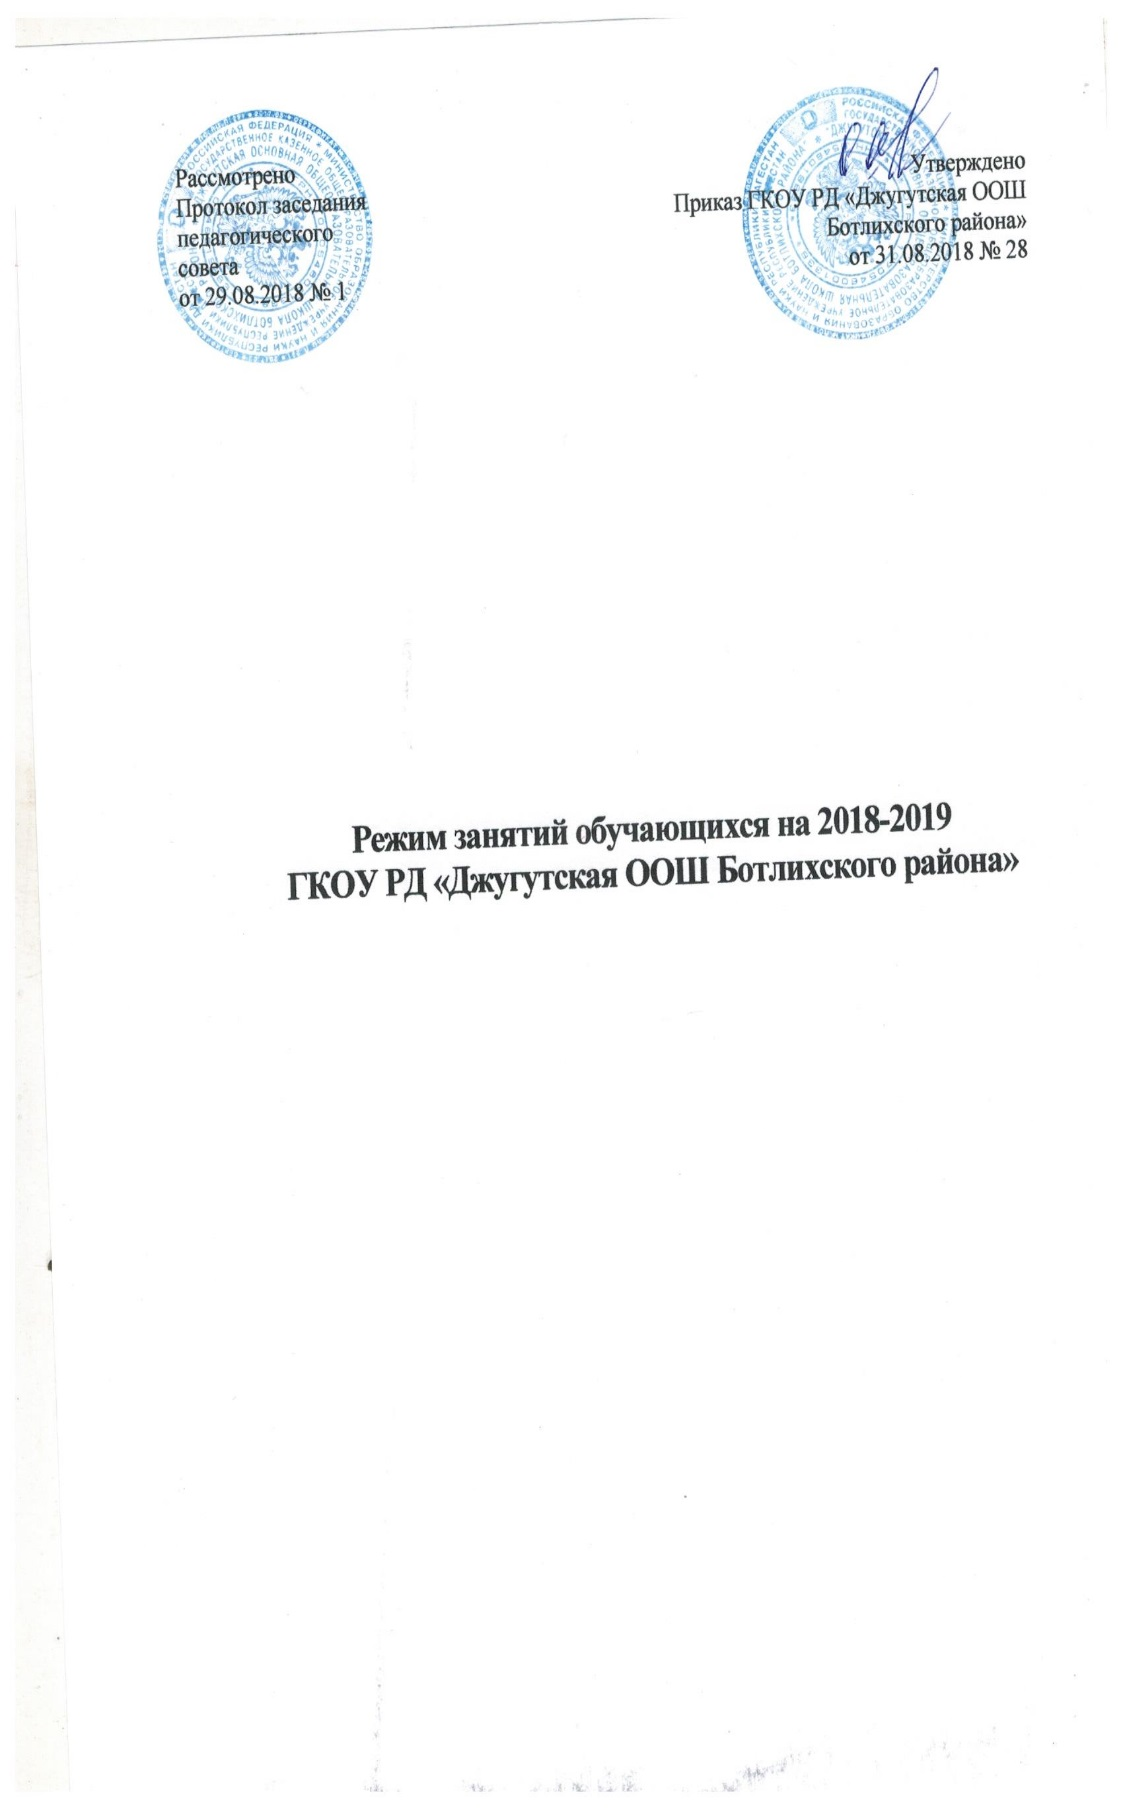 Рассмотрено
Протокол заседания
педагогического
совета
от 29.08.2018 № 1
Утверждено
Приказ ГКОУ РД «Джугутская ООШ
Ботлихского района»
от 31.08.2018 № 28
Режим занятий обучающихся на 2018-2019
ГКОУ РД «Джугутская ООШ Ботлихского района»